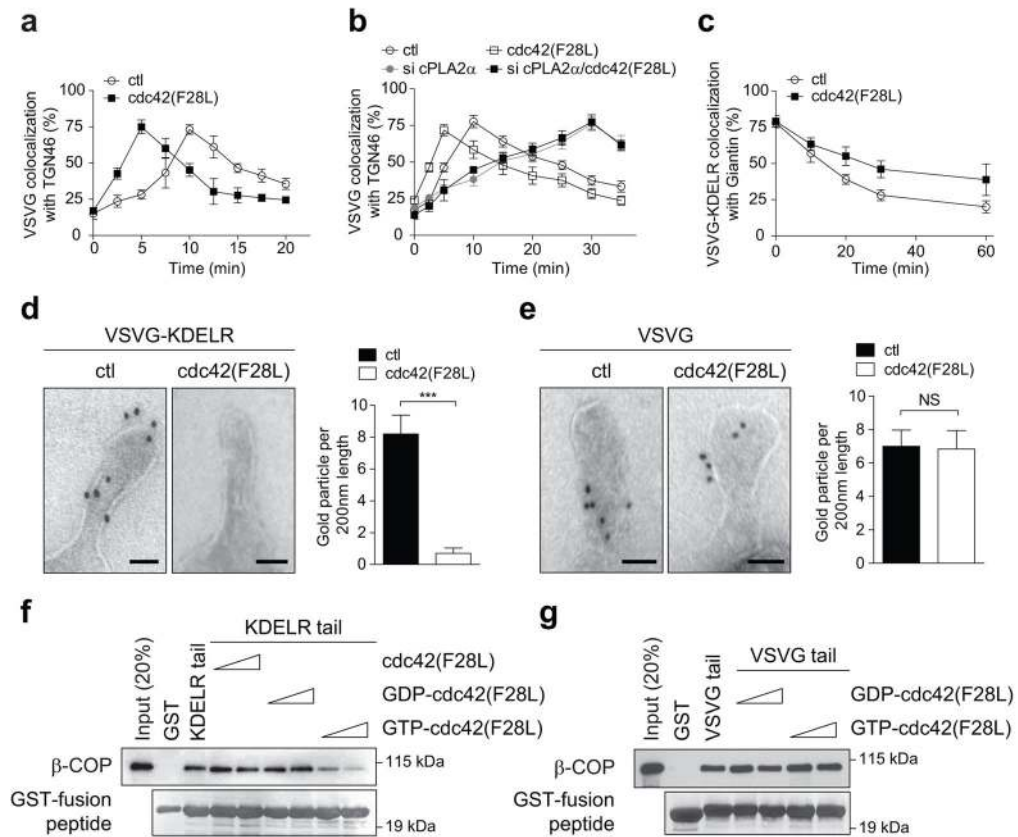 a
ctl
cdc42(F28L)
VSVG colocalization
with TGN46 (%)
100
75
50
25
0
0
5
10
15
20
Time (min)
b
ctl
cdc42(F28L)
si cPLA2α
si cPLA2α/cdc42(F28L)
VSVG colocalization
with TGN46 (%)
100
75
50
25
0
0
10
20
30
Time (min)
c
ctl
cdc42(F28L)
VSVG-KDELR colocalization
with Giantin (%)
100
75
50
25
0
0
20
40
60
Time (min)
d
VSVG-KDELR
ctl
cdc42(F28L)
ctl
cdc42(F28L)
***
Gold particle per
200nm length
10
8
6
4
2
0
e
VSVG
ctl
cdc42(F28L)
ctl
cdc42(F28L)
NS
Gold particle per
200nm length
10
8
6
4
2
0
f
Input (20%)
GST
KDELR tail
KDELR tail
cdc42(F28L)
GDP-cdc42(F28L)
GTP-cdc42(F28L)
β-COP
115 kDa
GST-fusion
peptide
19 kDa
g
Input (20%)
GST
VSVG tail
VSVG tail
GDP-cdc42(F28L)
GTP-cdc42(F28L)
β-COP
115 kDa
GST-fusion
peptide
19 kDa